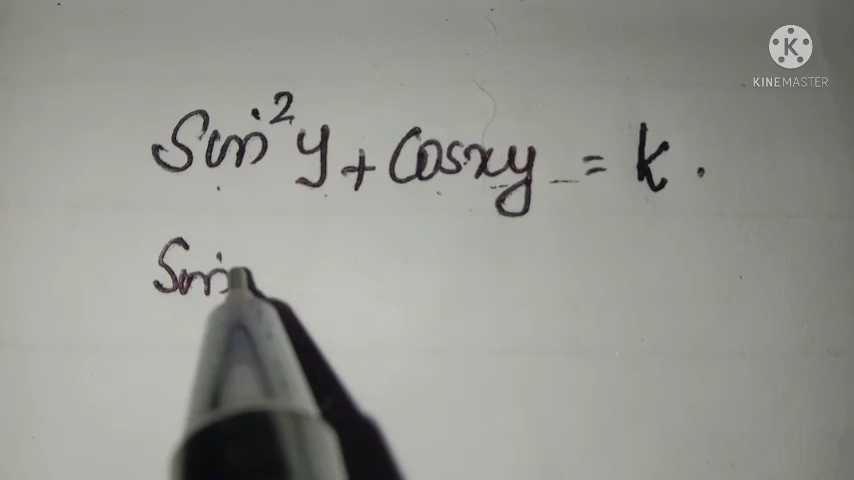 K
KINEMASTER
Sin²y + Cosxy = k.
Sin